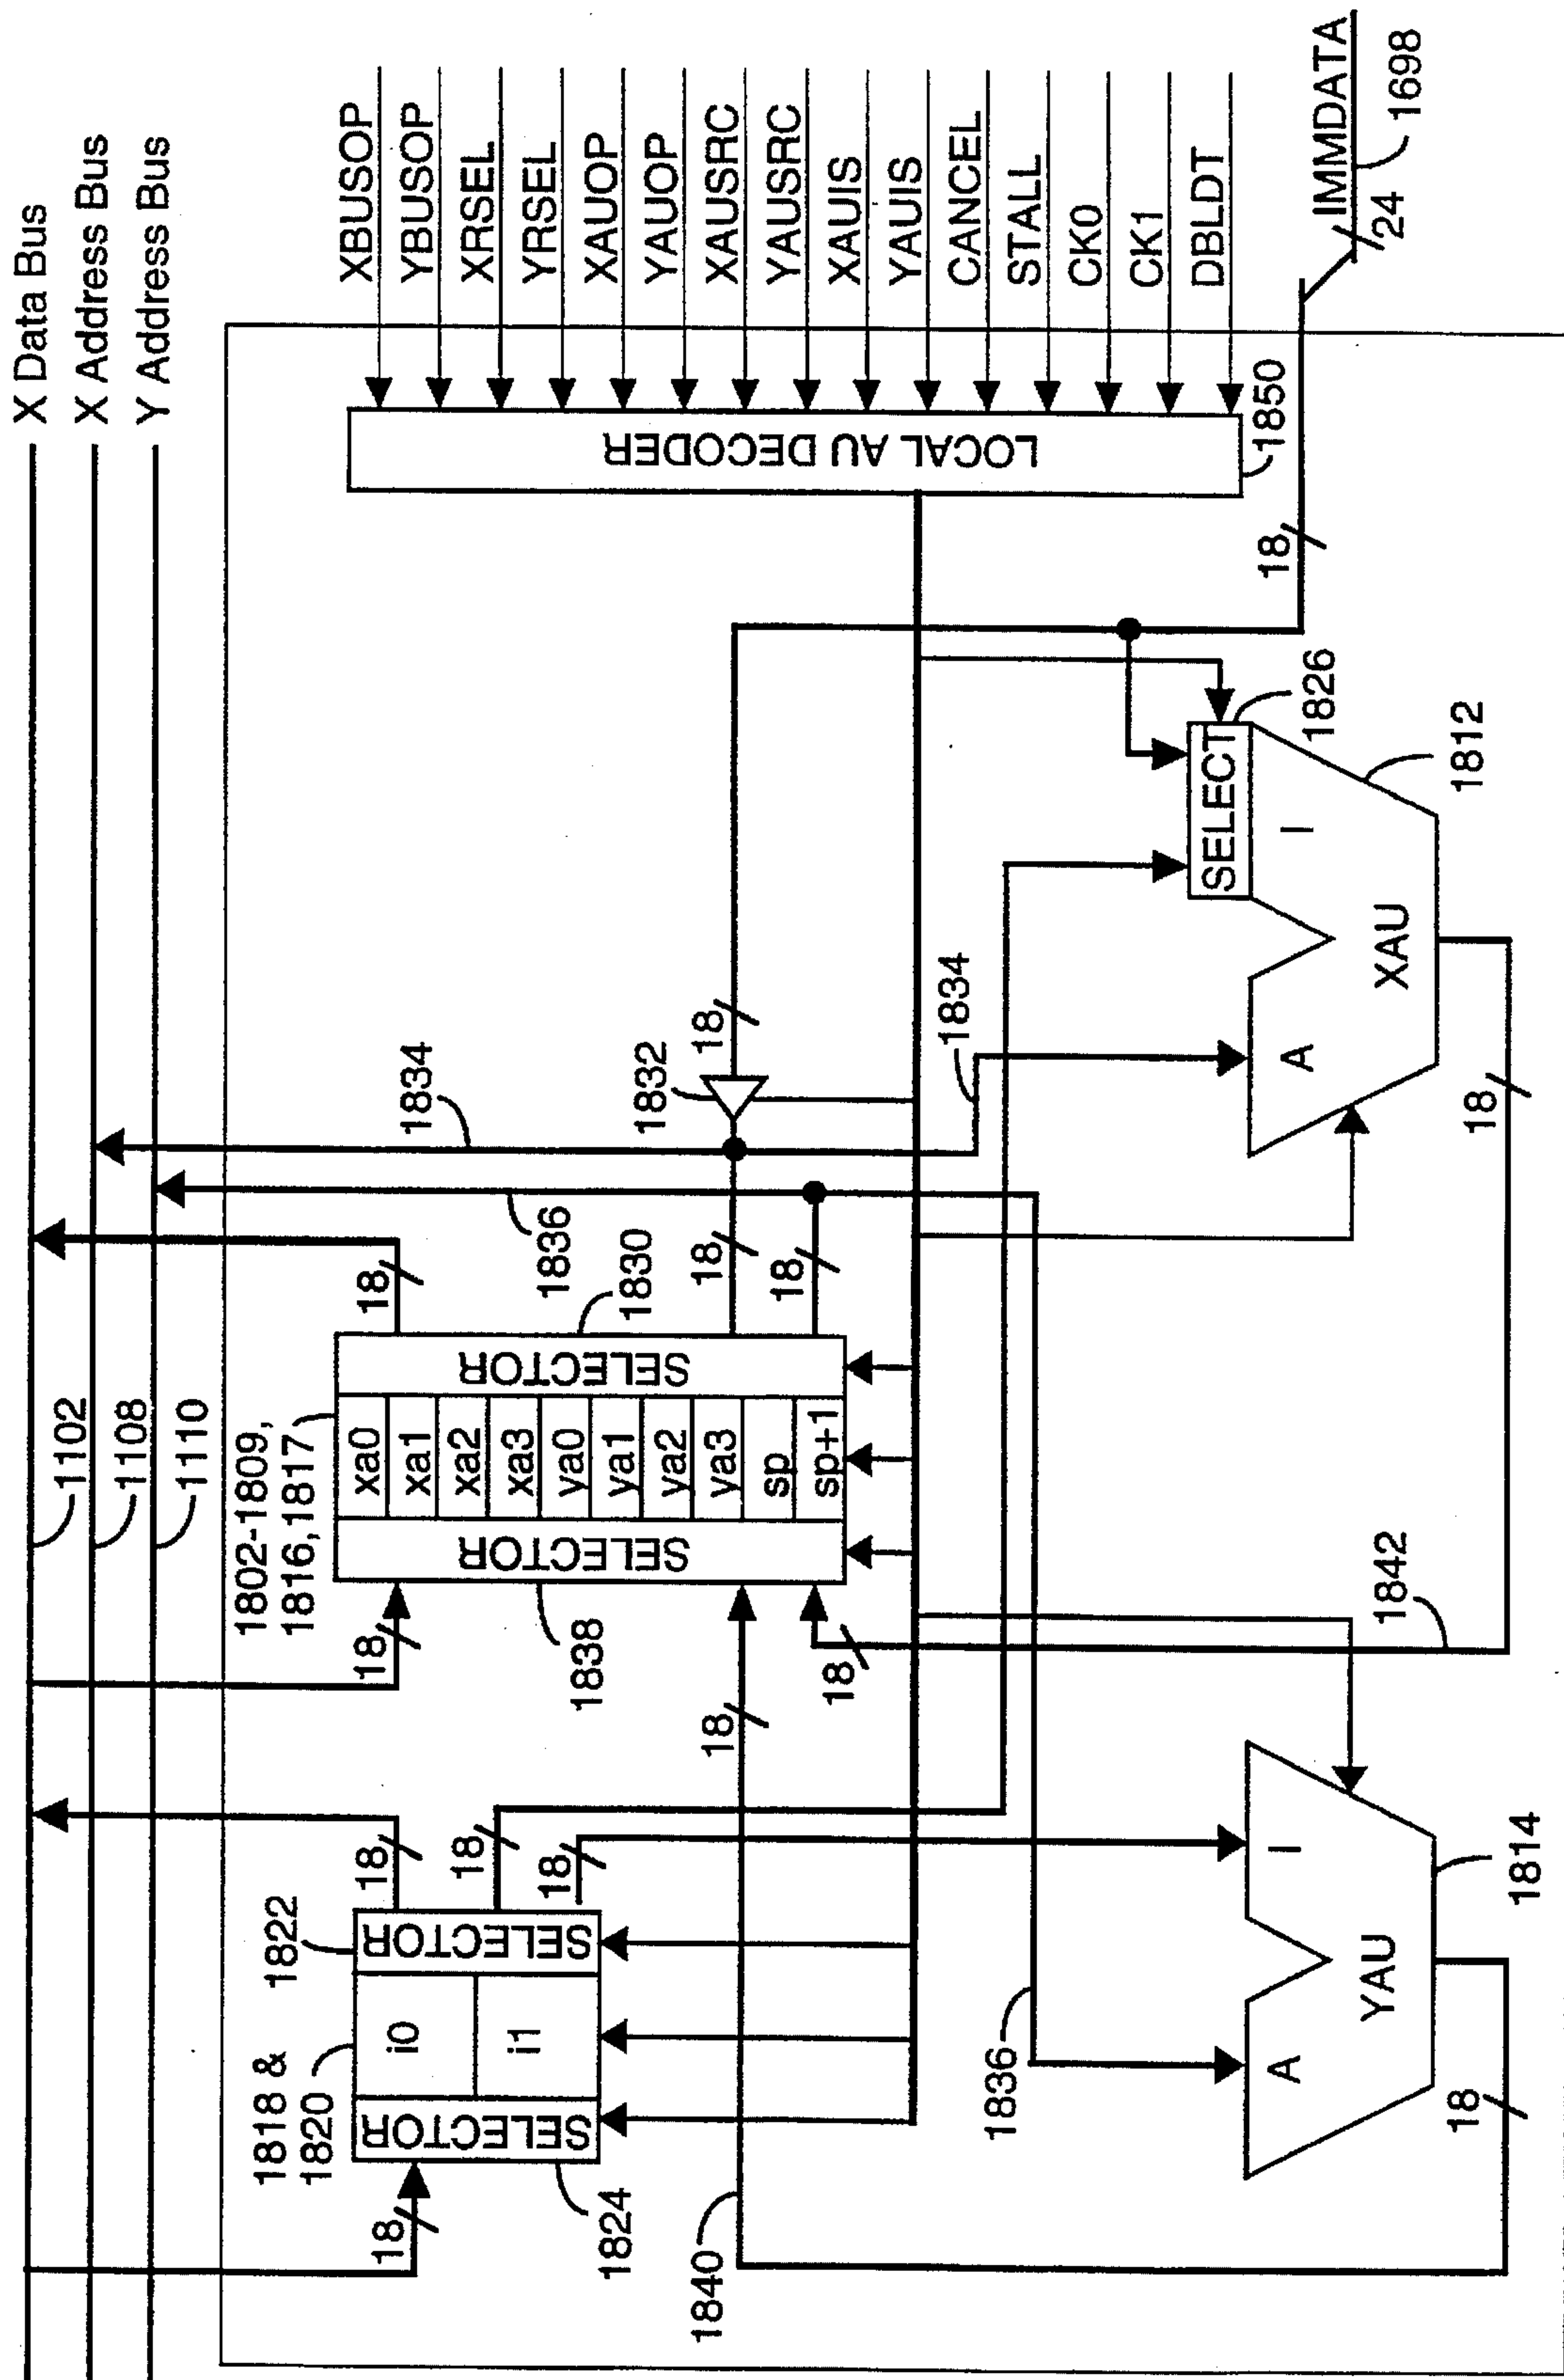 X Data Bus
X Address Bus
Y Address Bus
1102
1108
1110
XBUSOP
YBUSOP
XRSEL
YRSEL
XAUOP
YAUOP
XAUSRC
YAUSRC
XAUIS
YAUIS
CANCEL
STALL
CK0
CK1
DBLDT
IMMDATA
24
1698
LOCAL AU DECODER
1850
18
1818 &
1820
1822
SELECTOR
i0
i1
SELECTOR
1824
18
18
18
18
1802-1809,
1816,1817
SELECTOR
xa0
xa1
xa2
xa3
ya0
ya1
ya2
ya3
sp
sp+1
SELECTOR
1838
1830
18
18
18
18
18
18
1836
1834
1832
18
1834
1840
1836
1842
SELECT
1826
A
I
XAU
1812
18
A
I
YAU
1814
18